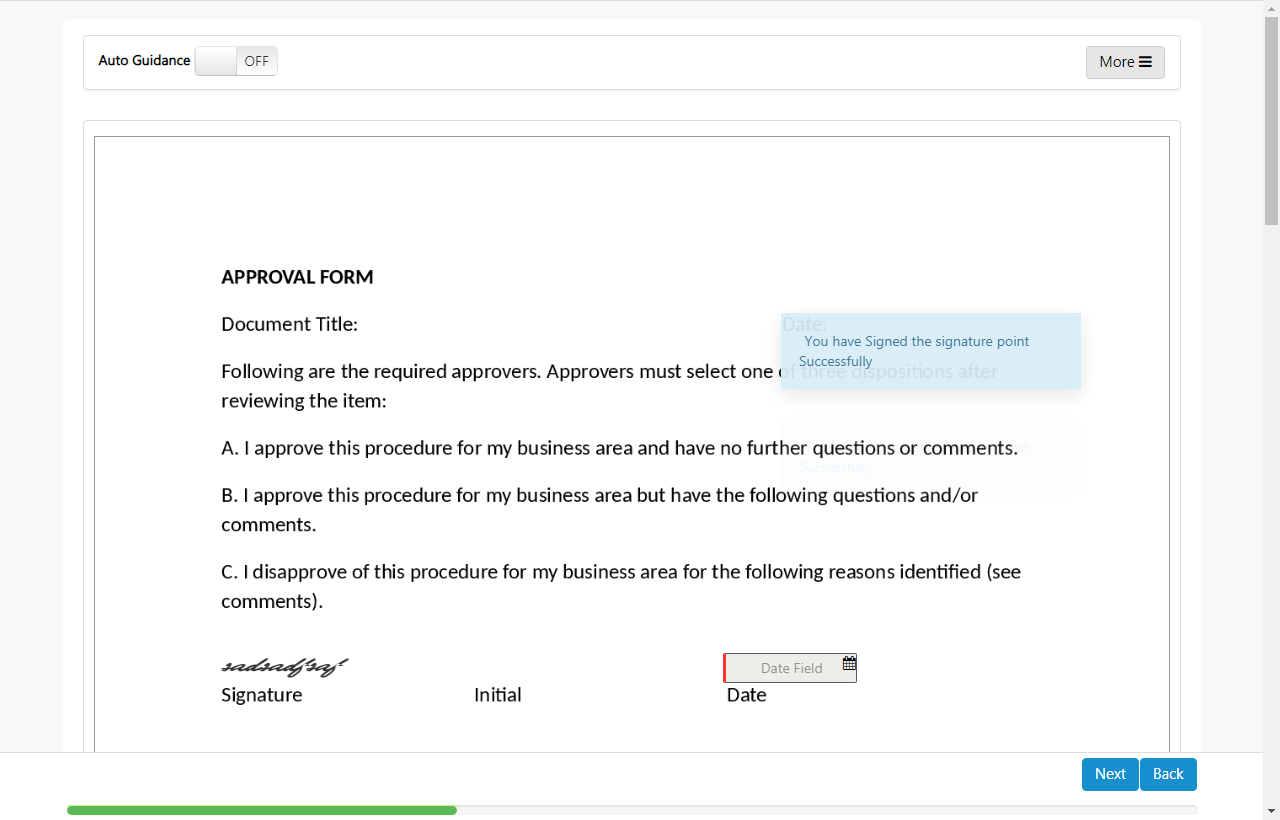 Auto Guidance OFF
More
APPROVAL FORM
Document Title: Date:
You have Signed the signature point
Successfully
Following are the required approvers. Approvers must select one of three dispositions after
reviewing the item:
A. I approve this procedure for my business area and have no further questions or comments.
Successfully
B. I approve this procedure for my business area but have the following questions and/or
comments.
C. I disapprove of this procedure for my business area for the following reasons identified (see
comments).
Date Field
Signature Initial Date
Next Back